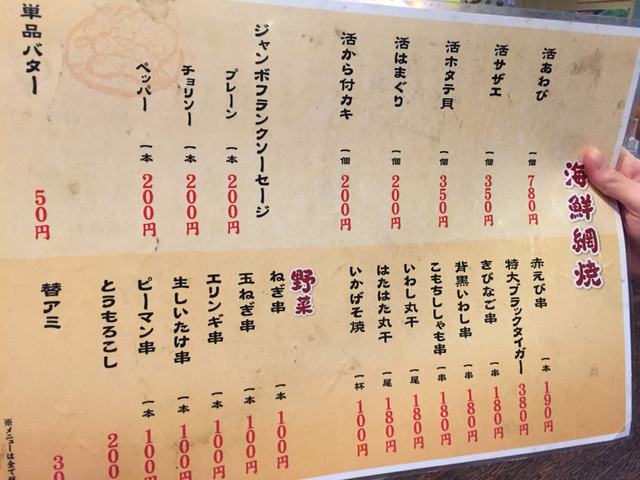 海鮮網焼
活あわび 一個 780円
活サザエ 一個 350円
活ホタテ貝 一個 350円
活はまぐり 一個 200円
活から付カキ 一個 200円
ジャンボフランクソーセージ
プレーン 一本 200円
チョリソー 一本 200円
ペッパー 一本 200円
単品バター 50円
赤えび串 一本 190円
特大ブラックタイガー 380円
きびなご串 一串 180円
背黒いわし串 一串 180円
こもちししゃも串 一串 180円
いわし丸干 一尾 180円
はたはた丸干 一尾 180円
いかげそ焼 一杯 100円
野菜
ねぎ串 一本 100円
玉ねぎ串 一本 100円
エリンギ串 一本 100円
生しいたけ串 一本 100円
ピーマン串 一本 100円
とうもろこし 200
替アミ 30
※メニューは全て